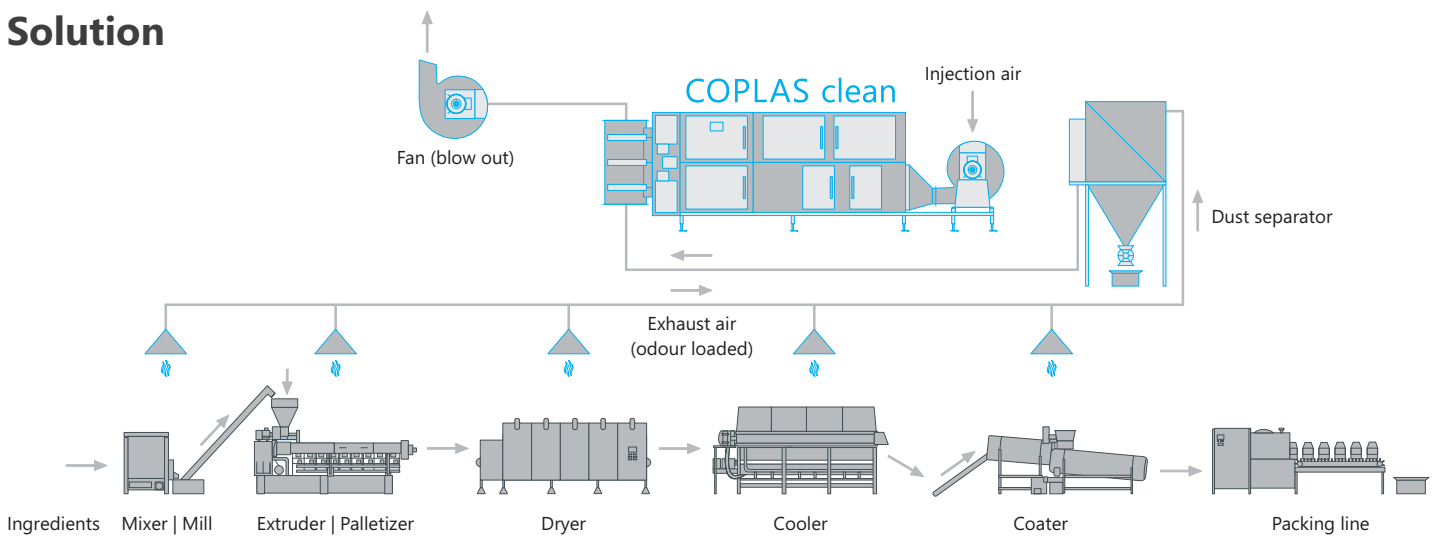 Solution
COPLAS clean
Injection air
Fan (blow out)
Dust separator
Exhaust air
(odour loaded)
Ingredients
Mixer | Mill
Extruder | Palletizer
Dryer
Cooler
Coater
Packing line